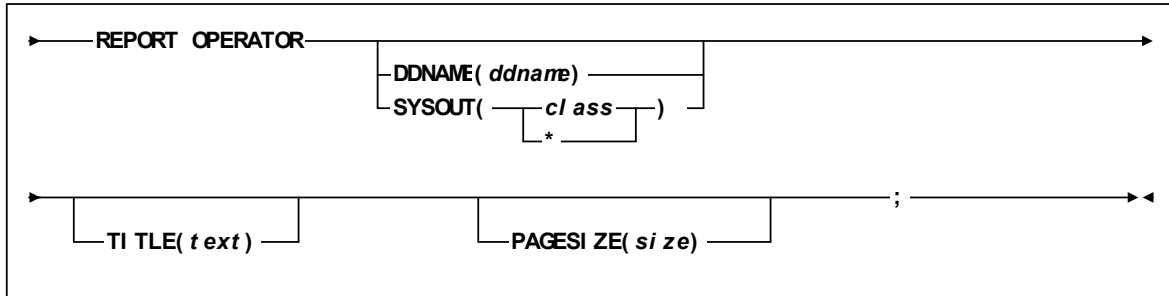 REPORT OPERATOR
DDNAME(ddname)
SYSOUT( class )
*
;
TITLE(text)
PAGESIZE(size)